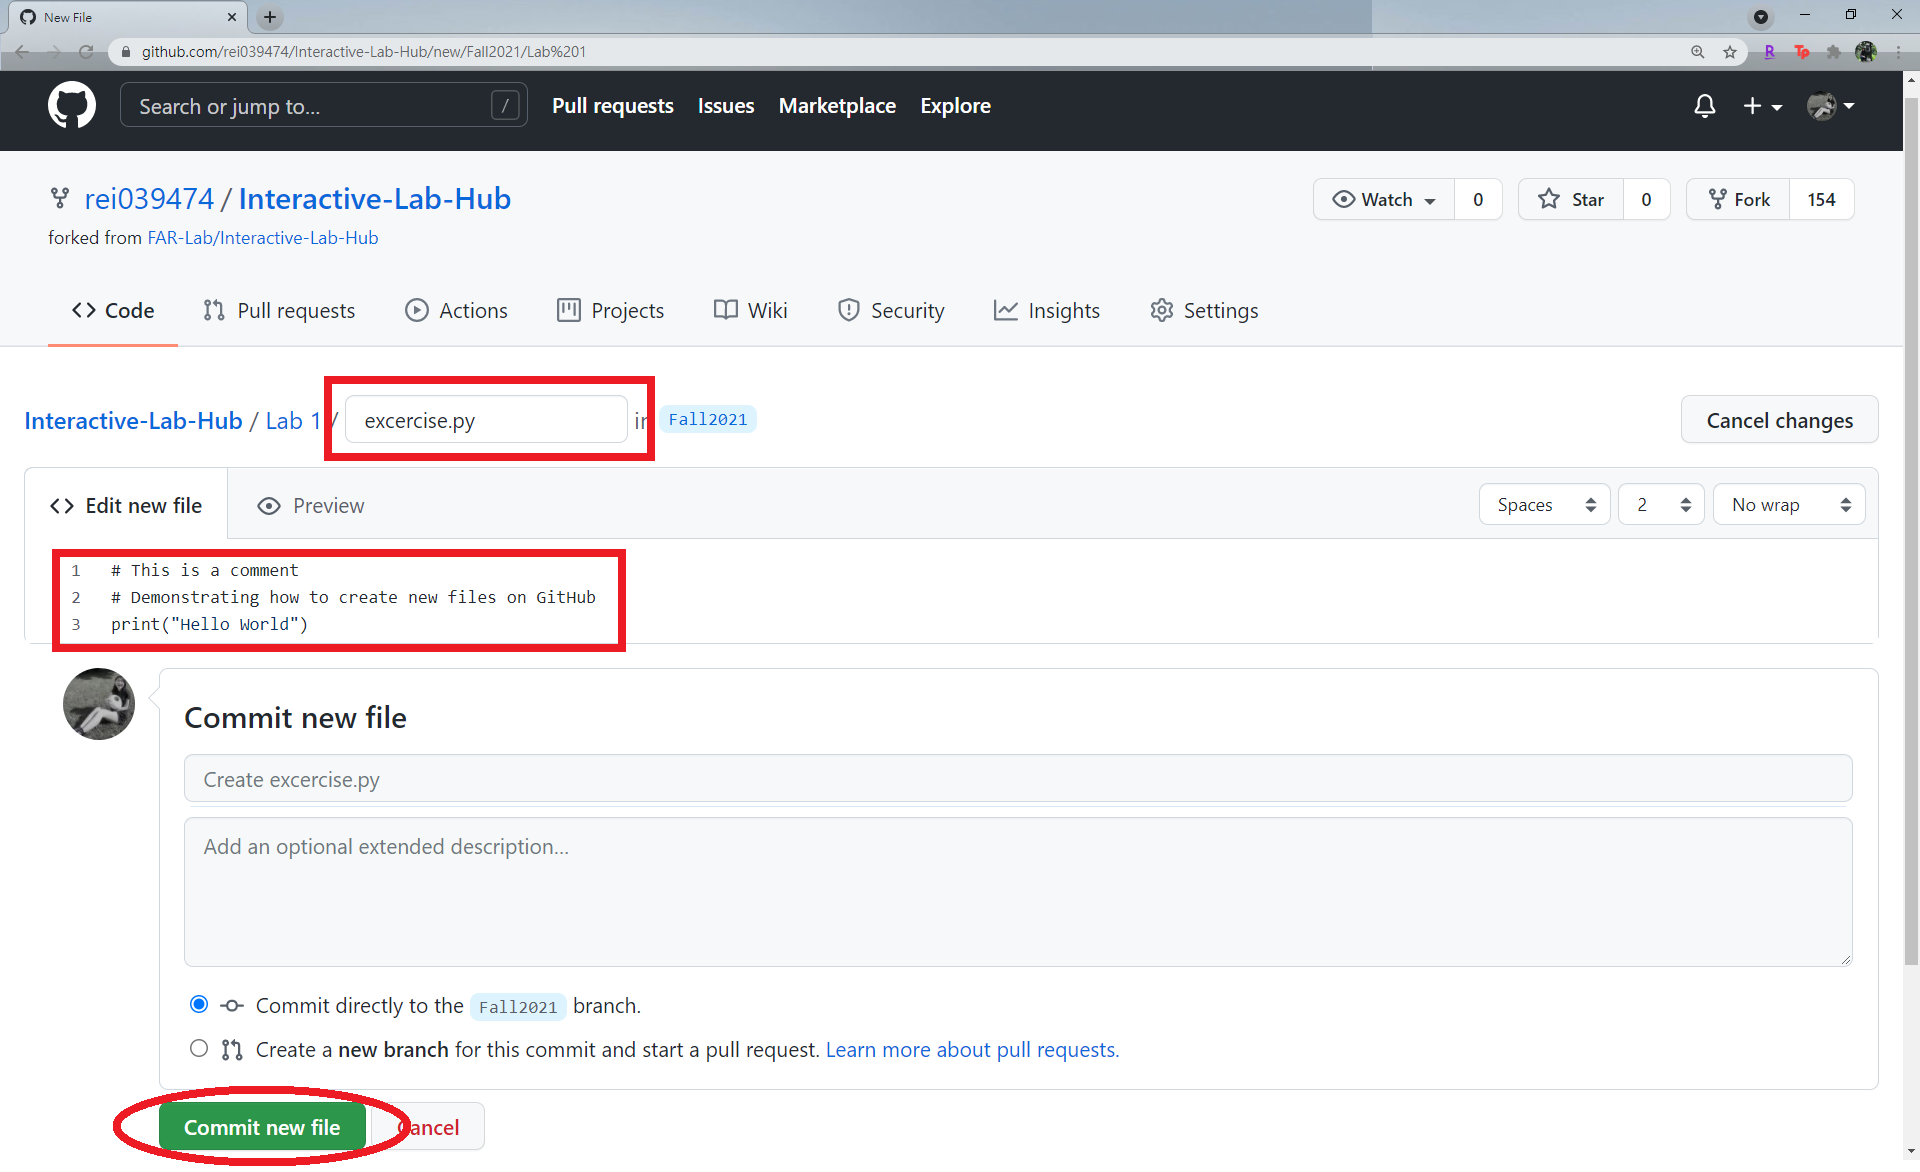 New File
github.com/rei039474/Interactive-Lab-Hub/new/Fall2021/Lab%201
R Tp
Search or jump to... / Pull requests Issues Marketplace Explore
rei039474 / Interactive-Lab-Hub Watch 0 Star 0 Fork 154
forked from FAR-Lab/Interactive-Lab-Hub
Code Pull requests Actions Projects Wiki Security Insights Settings
Interactive-Lab-Hub / Lab 1 / excercise.py in Fall2021 Cancel changes
Edit new file Preview Spaces 2 No wrap
1 # This is a comment
2 # Demonstrating how to create new files on GitHub
3 print("Hello World")
Commit new file
Create excercise.py
Add an optional extended description...
Commit directly to the Fall2021 branch.
Create a new branch for this commit and start a pull request. Learn more about pull requests.
Commit new file Cancel